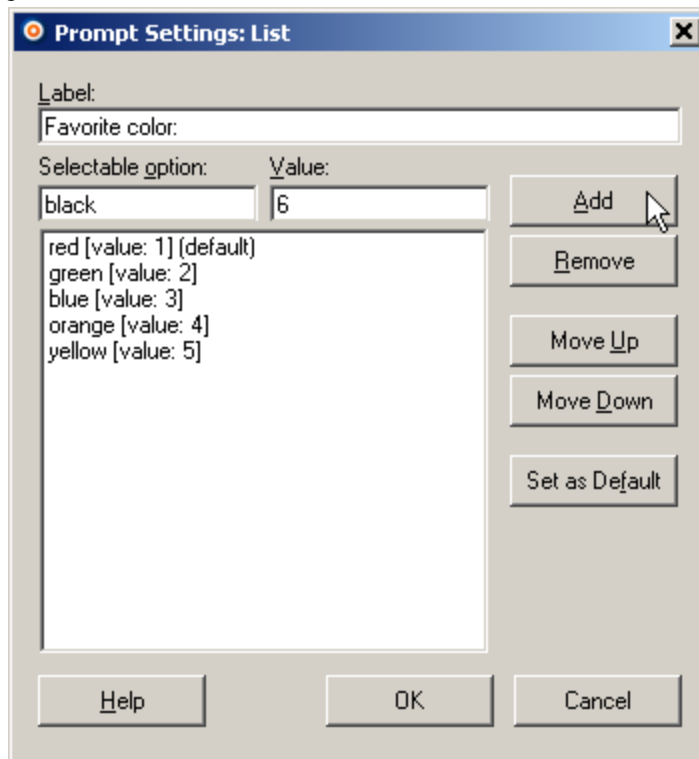 Prompt Settings: List
Label:
Favorite color:
Selectable option:
Value:
black
6
Add
red [value: 1] (default)
green [value: 2]
blue [value: 3]
orange [value: 4]
yellow [value: 5]
Remove
Move Up
Move Down
Set as Default
Help
OK
Cancel